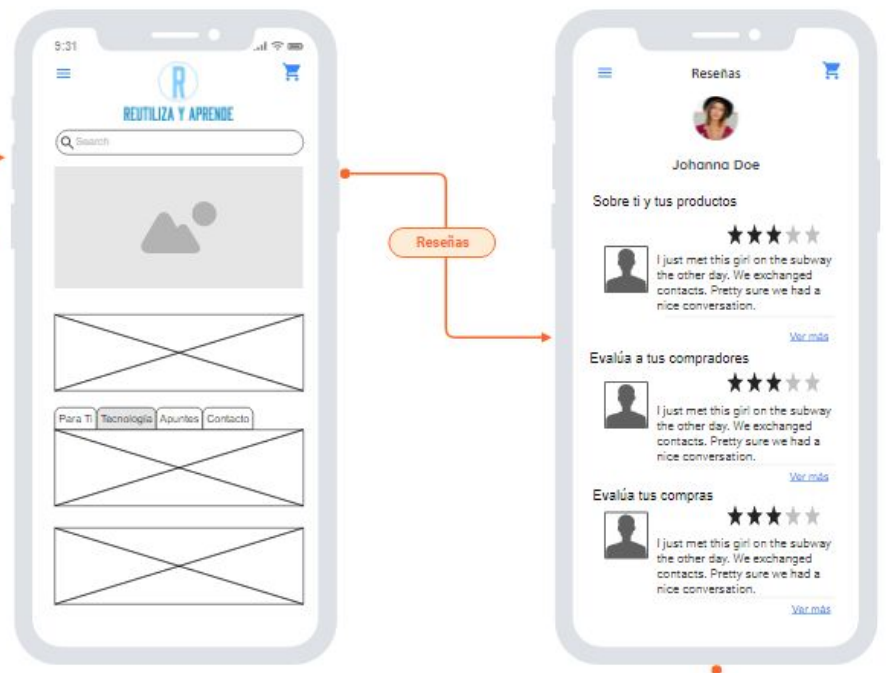 9:31
R
REUTILIZA Y APRENDE
Search
Para Ti Tecnología Apuntes Contacto
Reseñas
Reseñas
Johanna Doe
Sobre ti y tus productos
I just met this girl on the subway
the other day. We exchanged
contacts. Pretty sure we had a
nice conversation.
Ver más
Evalúa a tus compradores
I just met this girl on the subway
the other day. We exchanged
contacts. Pretty sure we had a
nice conversation.
Ver más
Evalúa tus compras
I just met this girl on the subway
the other day. We exchanged
contacts. Pretty sure we had a
nice conversation.
Ver más